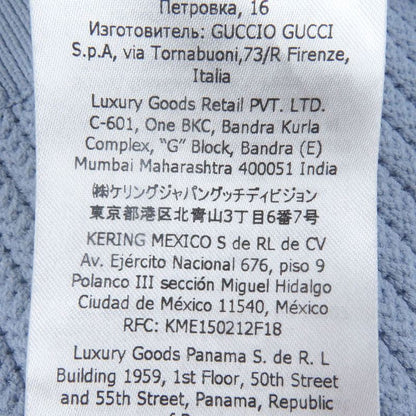 Петровка, 16
Изготовитель: GUCCIO GUCCI
S.p.A, via Tornabuoni,73/R Firenze,
Italia
Luxury Goods Retail PVT. LTD.
C-601, One BKC, Bandra Kurla
Complex, “G” Block, Bandra (E)
Mumbai Maharashtra 400051 India
㈱ケリングジャパングッチディビジョン
東京都港区北青山3丁目6番7号
KERING MEXICO S de RL de CV
Av. Ejército Nacional 676, piso 9
Polanco III sección Miguel Hidalgo
Ciudad de México 11540, México
RFC: KME150212F18
Luxury Goods Panama S. de R. L
Building 1959, 1st Floor, 50th Street
and 55th Street, Panama, Republic